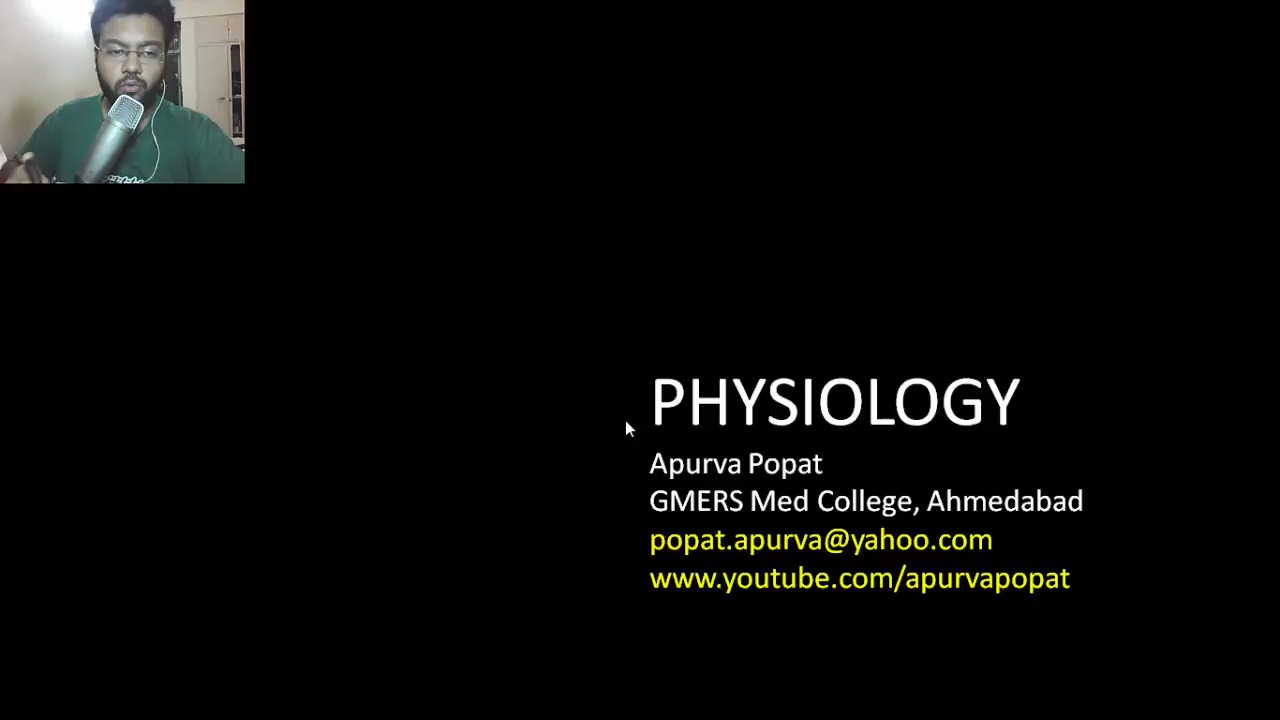 PHYSIOLOGY
Apurva Popat
GMERS Med College, Ahmedabad
popat.apurva@yahoo.com
www.youtube.com/apurvapopat